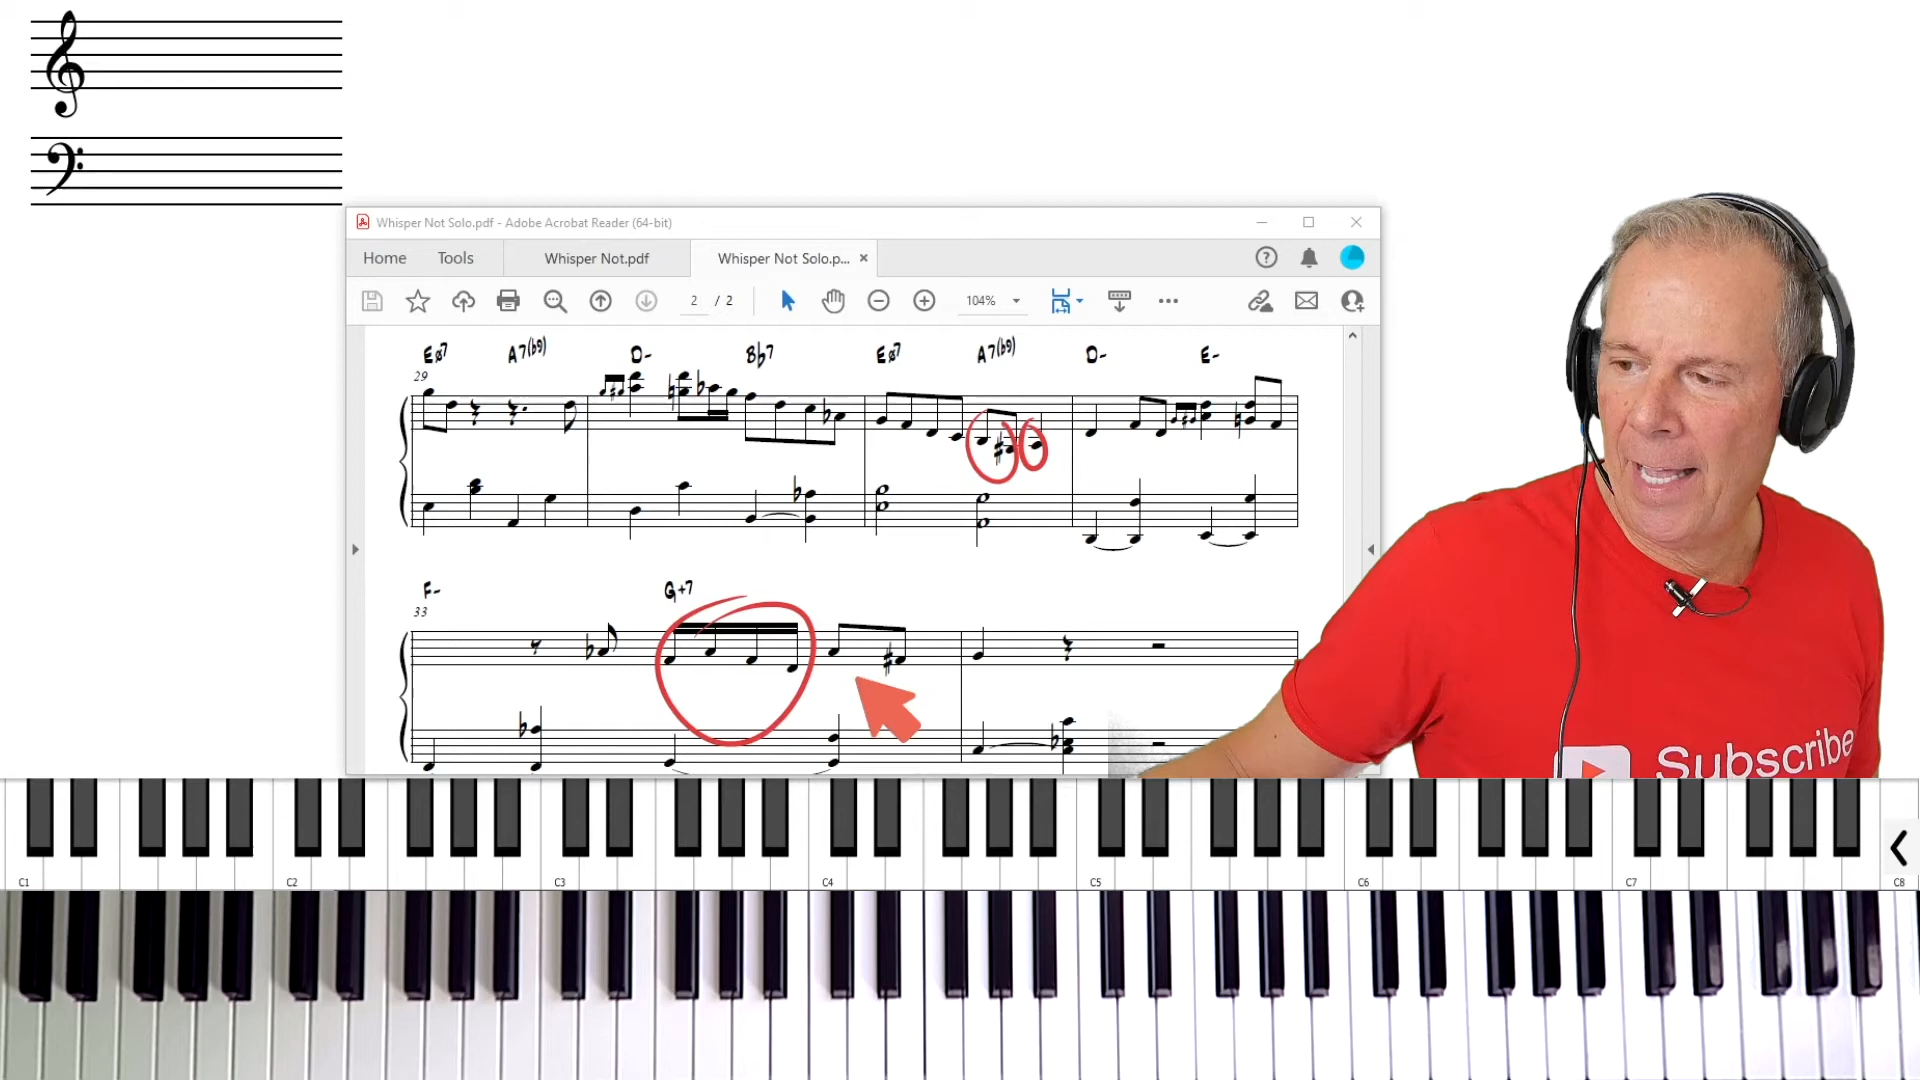 Whisper Not Solo.pdf - Adobe Acrobat Reader (64-bit)
Home Tools Whisper Not.pdf Whisper Not Solo.p...
2 / 2 104%
Eø7 A7(b9) D- Bb7 Eø7 A7(b9) D- E-
29
F- G+7
33
Subscribe
C1 C2 C3 C4 C5 C6 C7 C8